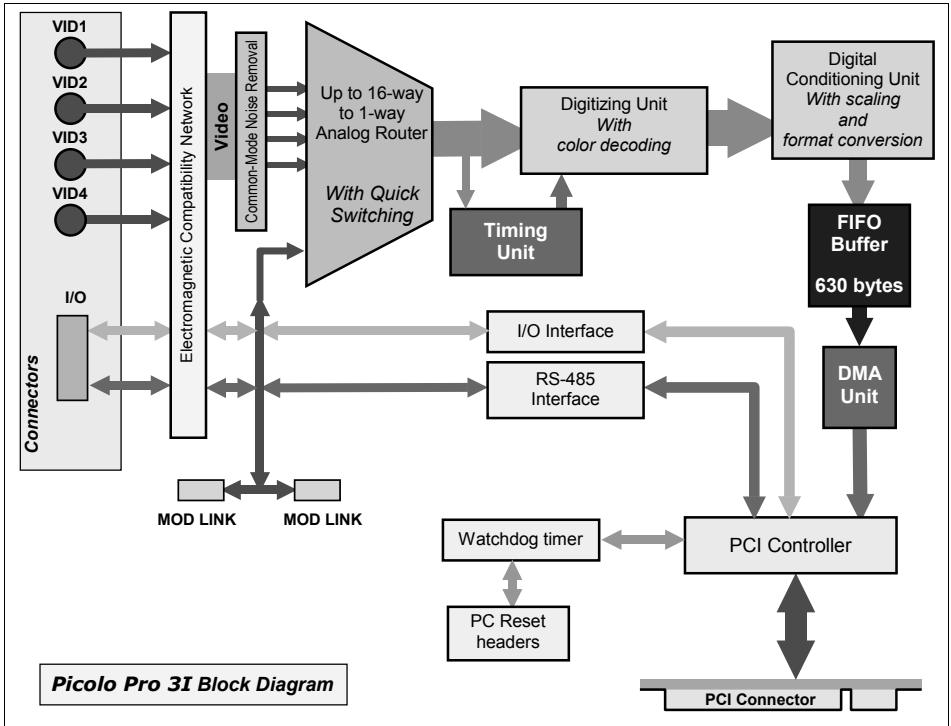 VID1
VID2
VID3
VID4
I/O
Connectors
Electromagnetic Compatibility Network
Video
Common-Mode Noise Removal
Up to 16-way
to 1-way
Analog Router
With Quick
Switching
Digitizing Unit
With
color decoding
Digital
Conditioning Unit
With scaling
and
format conversion
Timing
Unit
FIFO
Buffer
630 bytes
I/O Interface
RS-485
Interface
DMA
Unit
MOD LINK
MOD LINK
Watchdog timer
PCI Controller
PC Reset
headers
Picolo Pro 3I Block Diagram
PCI Connector